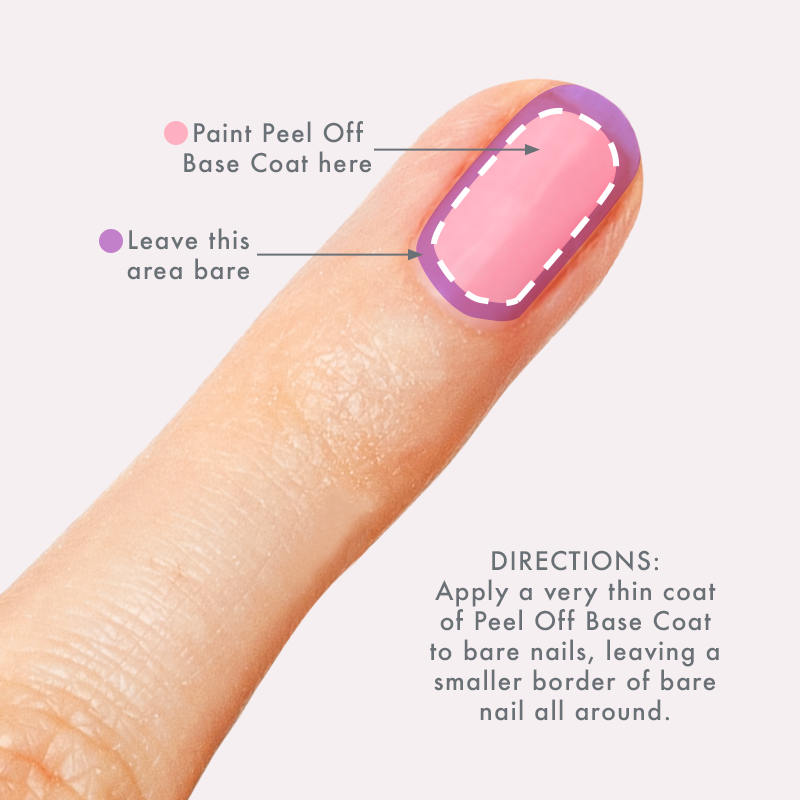 Paint Peel Off
Base Coat here
Leave this
area bare
DIRECTIONS:
Apply a very thin coat
of Peel Off Base Coat
to bare nails, leaving a
smaller border of bare
nail all around.